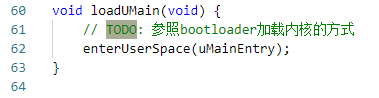 60 void loadUMain(void) {
61 // TODO: 参照bootloader加载内核的方式
62 enterUserSpace(uMainEntry);
63 }
64